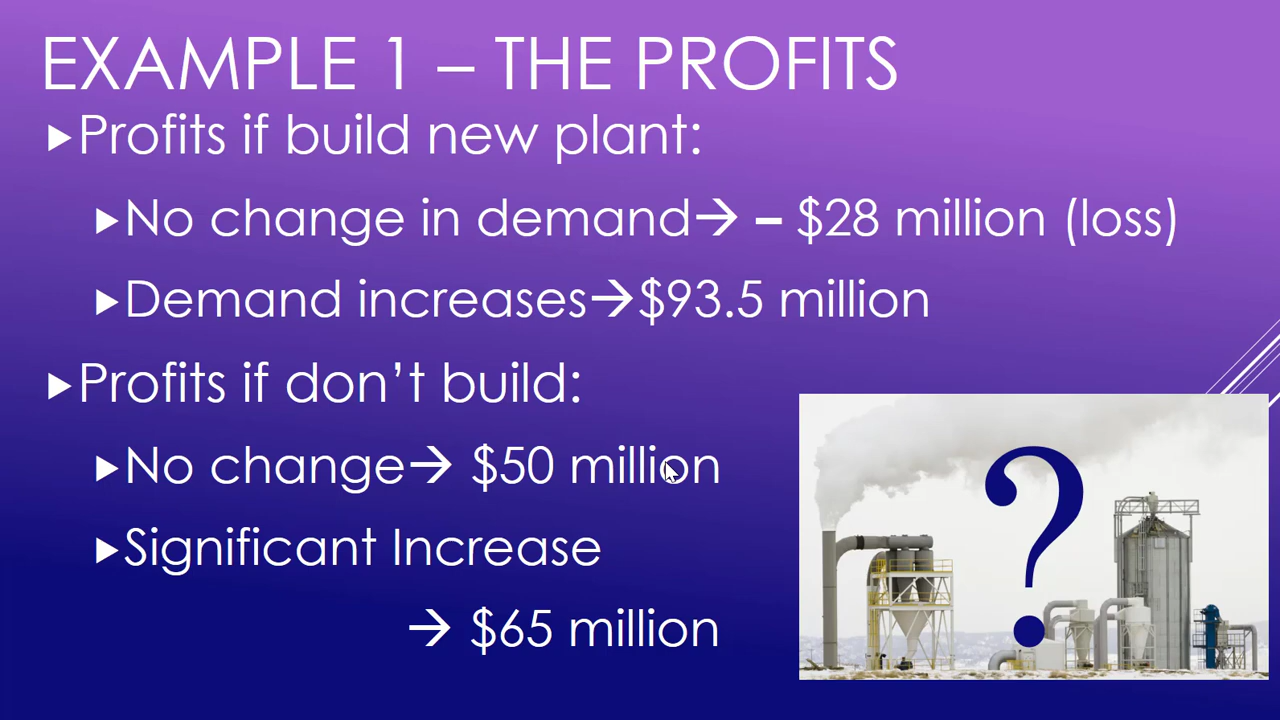 EXAMPLE 1 – THE PROFITS
▶Profits if build new plant:
▶No change in demand→ – $28 million (loss)
▶Demand increases→$93.5 million
▶Profits if don’t build:
▶No change→ $50 million
▶Significant Increase
→ $65 million
?